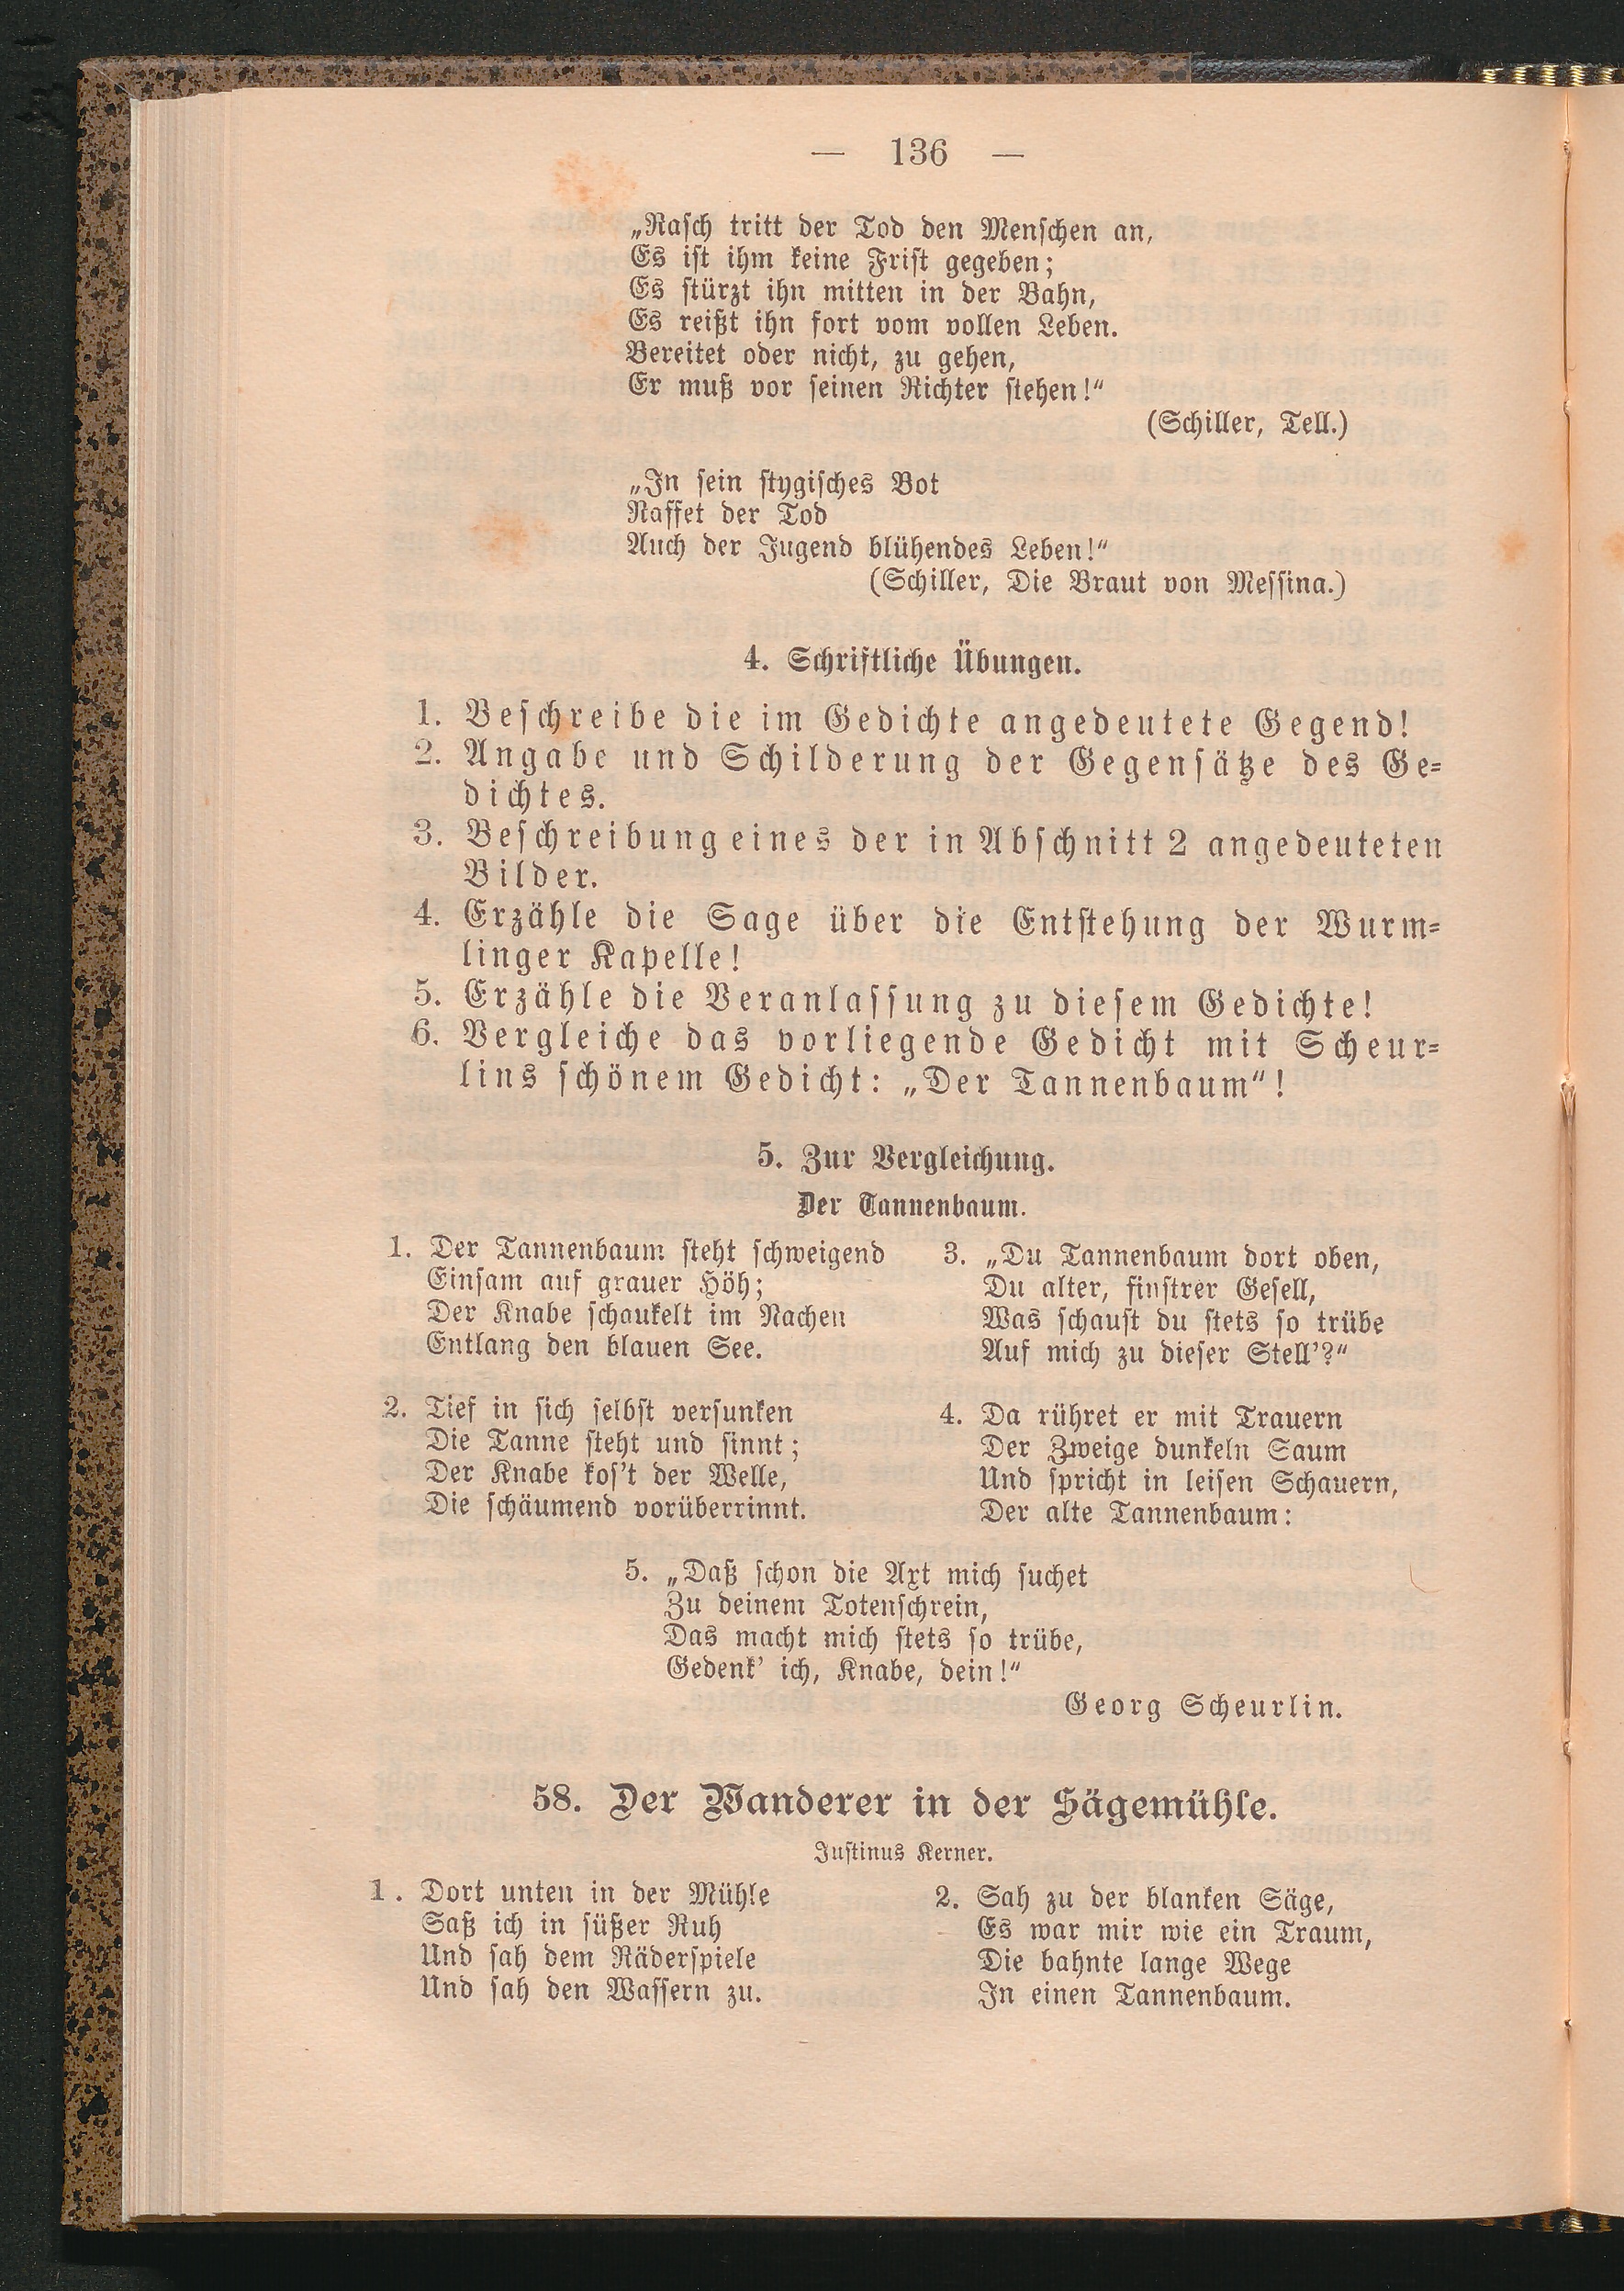 — 136 —
„Rasch tritt der Tod den Menschen an,
Es ist ihm keine Frist gegeben;
Es stürzt ihn mitten in der Bahn,
Es reißt ihn fort vom vollen Leben.
Bereitet oder nicht, zu gehen,
Er muß vor seinen Richter stehen!“
(Schiller, Tell.)
„In sein stygisches Bot
Raffet der Tod
Auch der Jugend blühendes Leben!“
(Schiller, Die Braut von Messina.)
4. Schriftliche Übungen.
1. Beschreibe die im Gedichte angedeutete Gegend!
2. Angabe und Schilderung der Gegensätze des Ge-
dichtes.
3. Beschreibung eines der in Abschnitt 2 angedeuteten
Bilder.
4. Erzähle die Sage über die Entstehung der Wurm-
linger Kapelle!
5. Erzähle die Veranlassung zu diesem Gedichte!
6. Vergleiche das vorliegende Gedicht mit Scheur-
lins schönem Gedicht: „Der Tannenbaum“!
5. Zur Vergleichung.
Der Tannenbaum.
1. Der Tannenbaum steht schweigend
Einsam auf grauer Höh;
Der Knabe schaukelt im Nachen
Entlang den blauen See.
2. Tief in sich selbst versunken
Die Tanne steht und sinnt;
Der Knabe kos't der Welle,
Die schäumend vorüberrinnt.
3. „Du Tannenbaum dort oben,
Du alter, finstrer Gesell,
Was schaust du stets so trübe
Auf mich zu dieser Stell'?“
4. Da rühret er mit Trauern
Der Zweige dunkeln Saum
Und spricht in leisen Schauern,
Der alte Tannenbaum:
5. „Daß schon die Axt mich suchet
Zu deinem Totenschrein,
Das macht mich stets so trübe,
Gedenk' ich, Knabe, dein!“
Georg Scheurlin.
58. Der Wanderer in der Sägemühle.
Justinus Kerner.
1. Dort unten in der Mühle
Saß ich in süßer Ruh
Und sah dem Räderspiele
Und sah den Wassern zu.
2. Sah zu der blanken Säge,
Es war mir wie ein Traum,
Die bahnte lange Wege
In einen Tannenbaum.